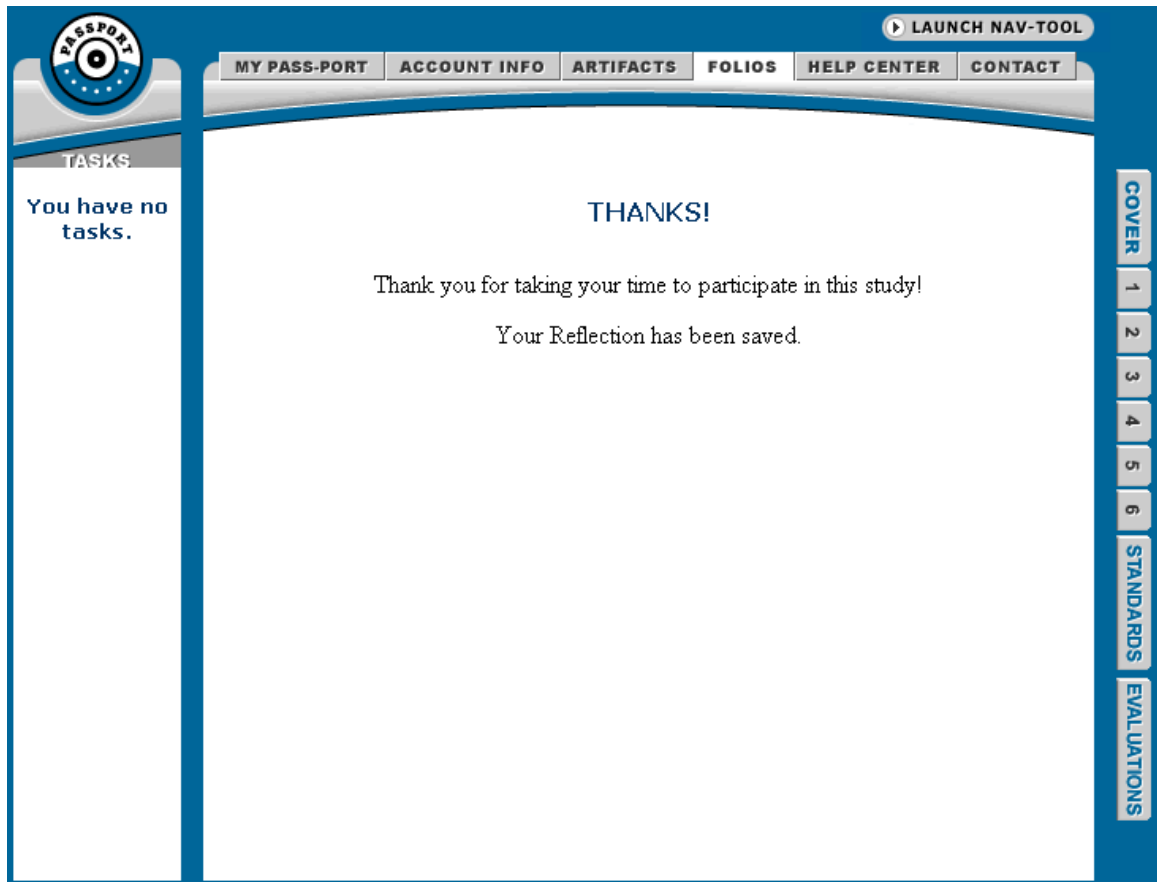 PASSPORT
LAUNCH NAV-TOOL
MY PASS-PORT ACCOUNT INFO ARTIFACTS FOLIOS HELP CENTER CONTACT
TASKS
You have no
tasks.
THANKS!
Thank you for taking your time to participate in this study!
Your Reflection has been saved.
COVER
1
2
3
4
5
6
STANDARDS
EVALUATIONS